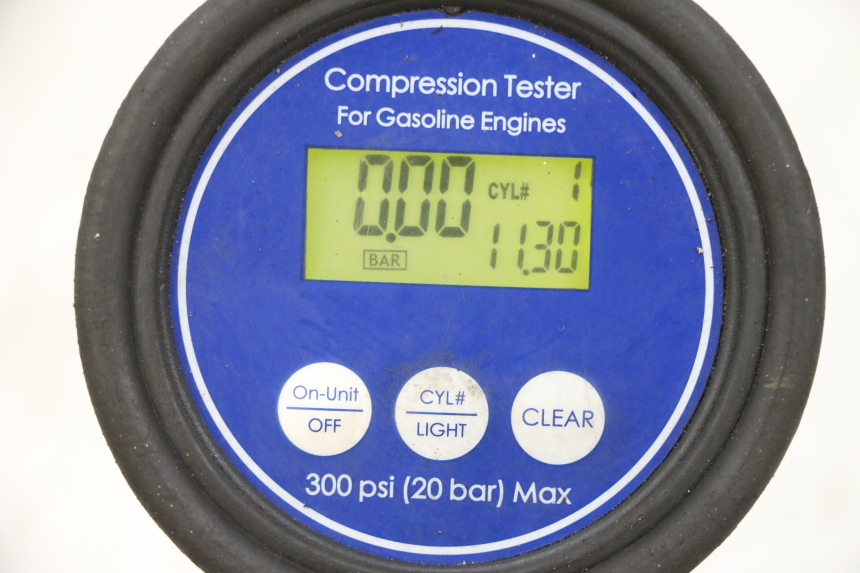 Compression Tester
For Gasoline Engines
0.00 CYL# 1
BAR 11.30
On-Unit
OFF
CYL#
LIGHT
CLEAR
300 psi (20 bar) Max